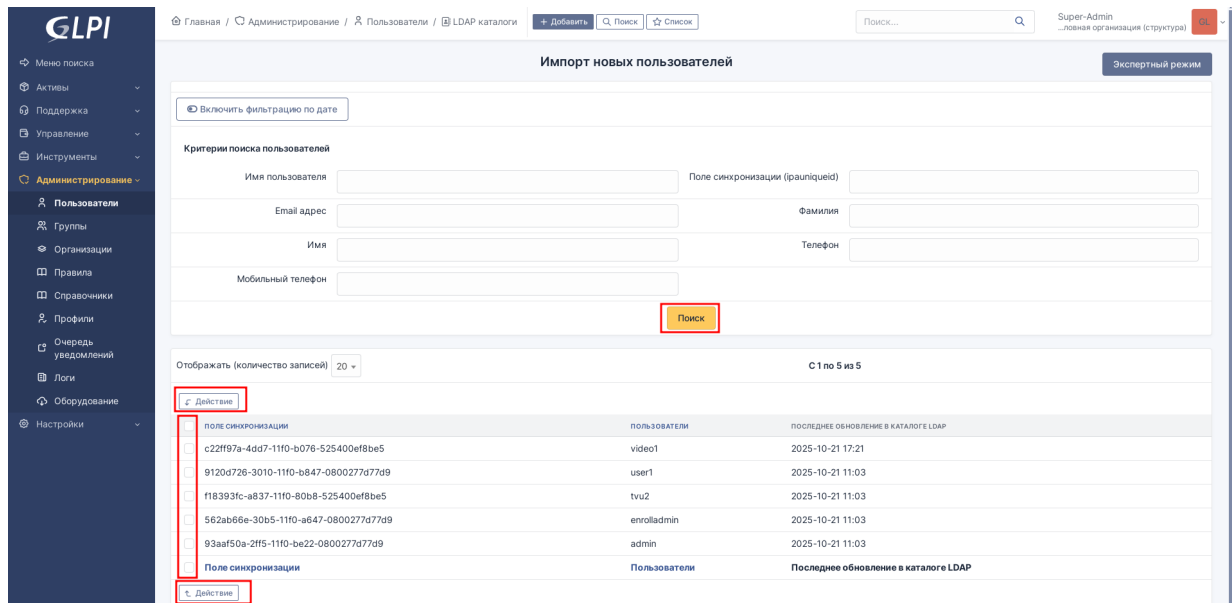 GLPI
Главная / Администрирование / Пользователи / LDAP каталоги
+ Добавить
Поиск
Список
Поиск...
Super-Admin
...ловная организация (структура)
GL
Меню поиска
Активы
Поддержка
Управление
Инструменты
Администрирование
Пользователи
Группы
Организации
Правила
Справочники
Профили
Очередь
уведомлений
Логи
Оборудование
Настройки
Импорт новых пользователей
Экспертный режим
Включить фильтрацию по дате
Критерии поиска пользователей
Имя пользователя
Поле синхронизации (ipauniqueid)
Email адрес
Фамилия
Имя
Телефон
Мобильный телефон
Поиск
Отображать (количество записей) 20
С 1 по 5 из 5
Действие
ПОЛЕ СИНХРОНИЗАЦИИ ПОЛЬЗОВАТЕЛИ ПОСЛЕДНЕЕ ОБНОВЛЕНИЕ В КАТАЛОГЕ LDAP
c22ff97a-4dd7-11f0-b076-525400ef8be5 video1 2025-10-21 17:21
9120d726-3010-11f0-b847-0800277d77d9 user1 2025-10-21 11:03
f18393fc-a837-11f0-80b8-525400ef8be5 tvu2 2025-10-21 11:03
562ab66e-30b5-11f0-a647-0800277d77d9 enrolladmin 2025-10-21 11:03
93aaf50a-2ff5-11f0-be22-0800277d77d9 admin 2025-10-21 11:03
Поле синхронизации Пользователи Последнее обновление в каталоге LDAP
Действие